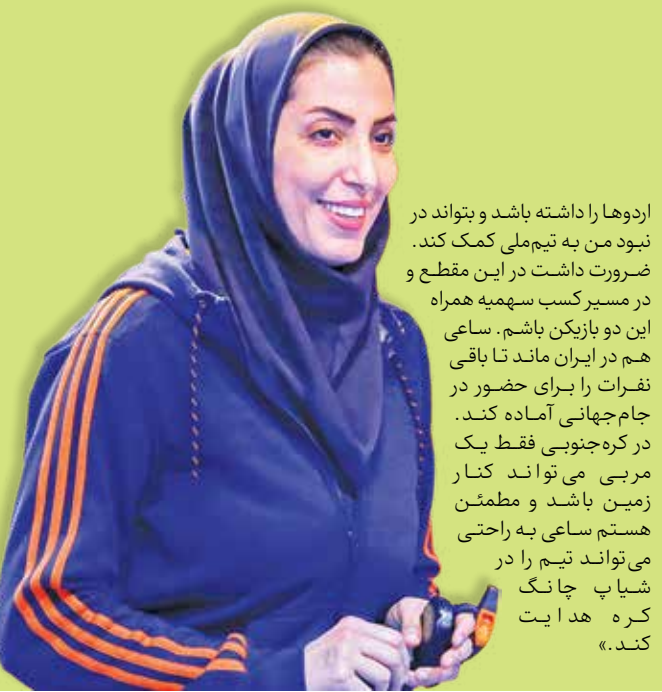 اردوها را داشته باشد و بتواند در
نبود من به تیم‌ملی کمک کند.
ضرورت داشت در این مقطع و
در مسیر کسب سهمیه همراه
این دو بازیکن باشم. ساعی
هم در ایران ماند تا باقی
نفرات را برای حضور در
جام‌جهانی آماده کند.
در کره‌جنوبی فقط یک
مربی می‌تواند کنار
زمین باشد و مطمئن
هستم ساعی به راحتی
می‌تواند تیم را در
شیاپ چانگ
کره هدایت
کند.»